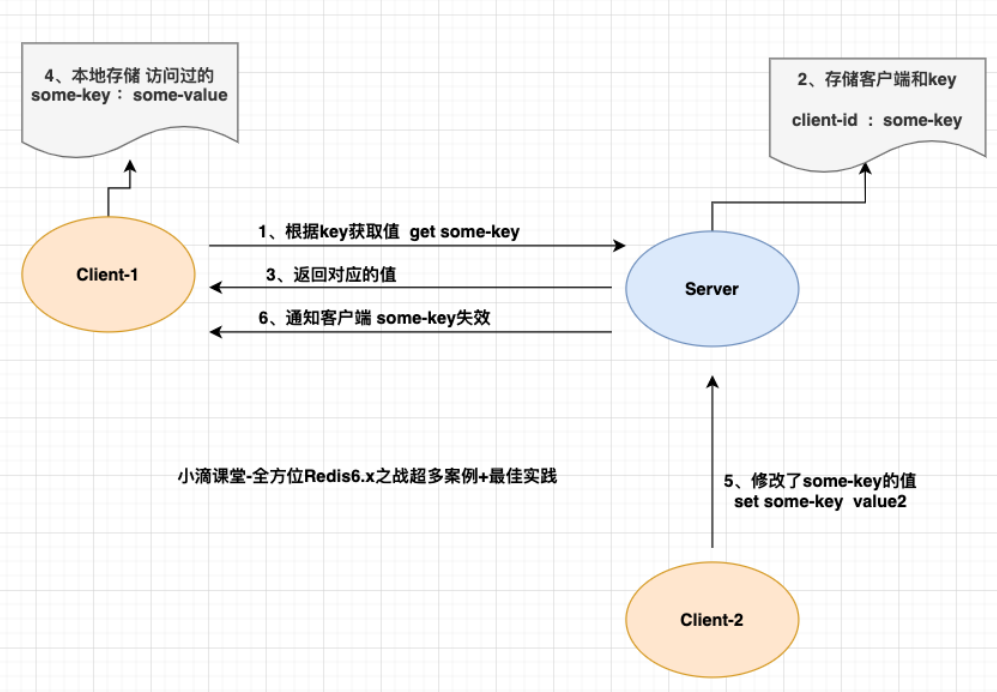 4、本地存储 访问过的
some-key： some-value
2、存储客户端和key
client-id ：some-key
1、根据key获取值 get some-key
Client-1
3、返回对应的值
Server
6、通知客户端 some-key失效
小滴课堂-全方位Redis6.x之战超多案例+最佳实践
5、修改了some-key的值
set some-key value2
Client-2